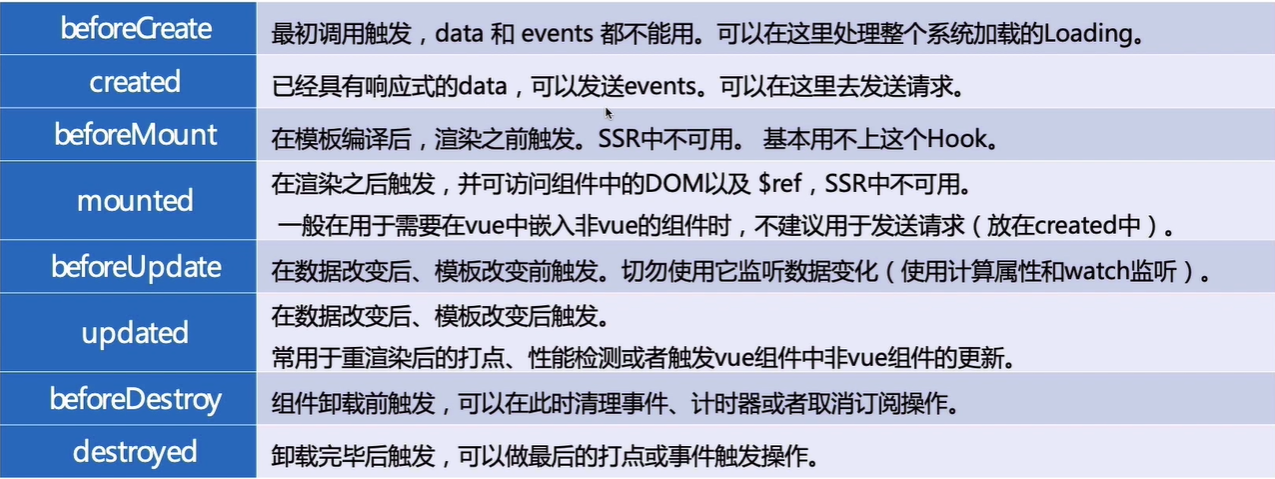 beforeCreate
最初调用触发，data 和 events 都不能用。可以在这里处理整个系统加载的Loading。
created
已经具有响应式的data，可以发送events。可以在这里去发送请求。
beforeMount
在模板编译后，渲染之前触发。SSR中不可用。 基本用不上这个Hook。
mounted
在渲染之后触发，并可访问组件中的DOM以及 $ref，SSR中不可用。
一般在用于需要在vue中嵌入非vue的组件时，不建议用于发送请求（放在created中）。
beforeUpdate
在数据改变后、模板改变前触发。切勿使用它监听数据变化（使用计算属性和watch监听）。
updated
在数据改变后、模板改变后触发。
常用于重渲染后的打点、性能检测或者触发vue组件中非vue组件的更新。
beforeDestroy
组件卸载前触发，可以在此时清理事件、计时器或者取消订阅操作。
destroyed
卸载完毕后触发，可以做最后的打点或事件触发操作。